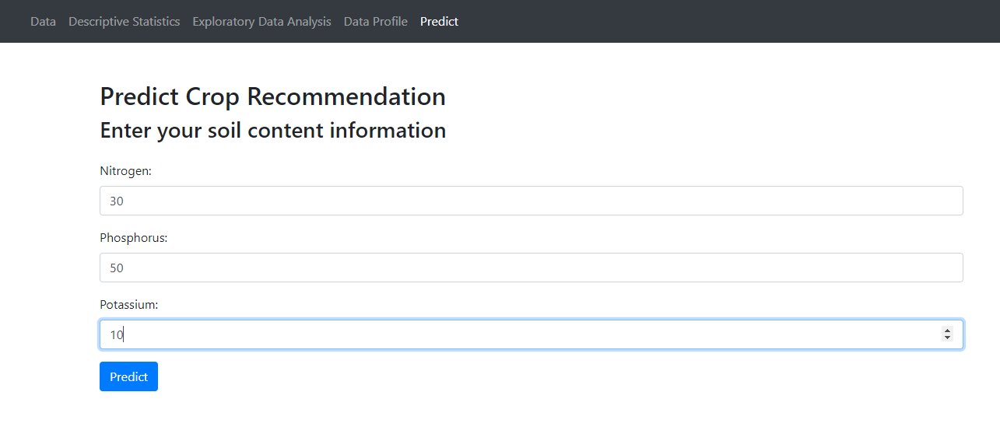 Data Descriptive Statistics Exploratory Data Analysis Data Profile Predict
Predict Crop Recommendation
Enter your soil content information
Nitrogen:
30
Phosphorus:
50
Potassium:
10
Predict